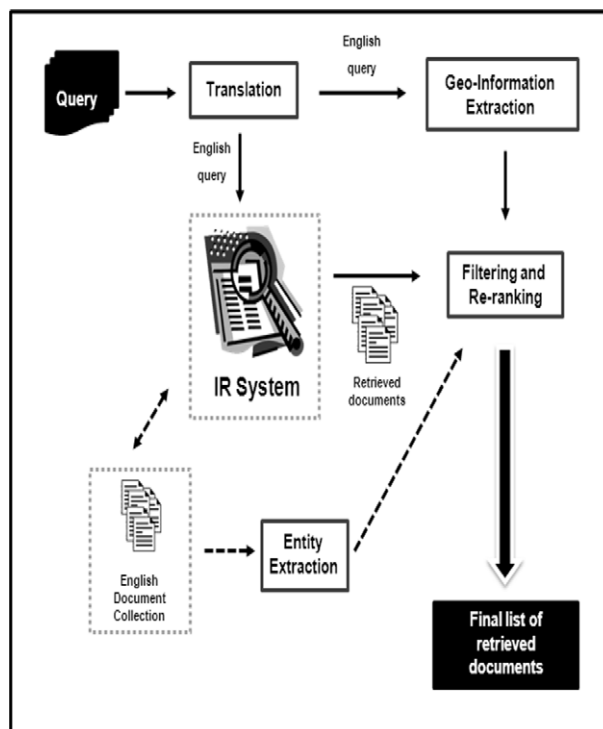 English
query
Query
Translation
Geo-Information
Extraction
English
query
IR System
Retrieved
documents
Filtering and
Re-ranking
English
Document
Collection
Entity
Extraction
Final list of
retrieved
documents